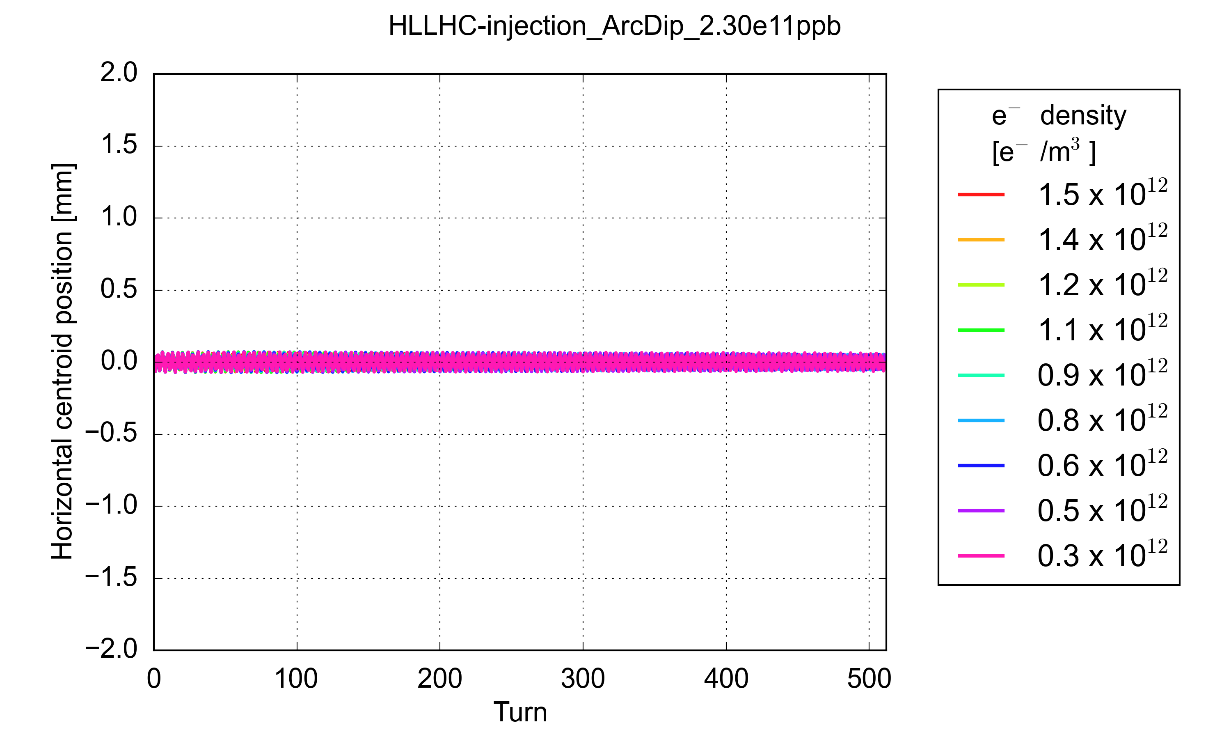 HLLHC-injection_ArcDip_2.30e11ppb
Horizontal centroid position [mm]
2.0
1.5
1.0
0.5
0.0
−0.5
−1.0
−1.5
−2.0
0 100 200 300 400 500
Turn
e⁻ density
[e⁻ /m³ ]
1.5 x 10¹²
1.4 x 10¹²
1.2 x 10¹²
1.1 x 10¹²
0.9 x 10¹²
0.8 x 10¹²
0.6 x 10¹²
0.5 x 10¹²
0.3 x 10¹²